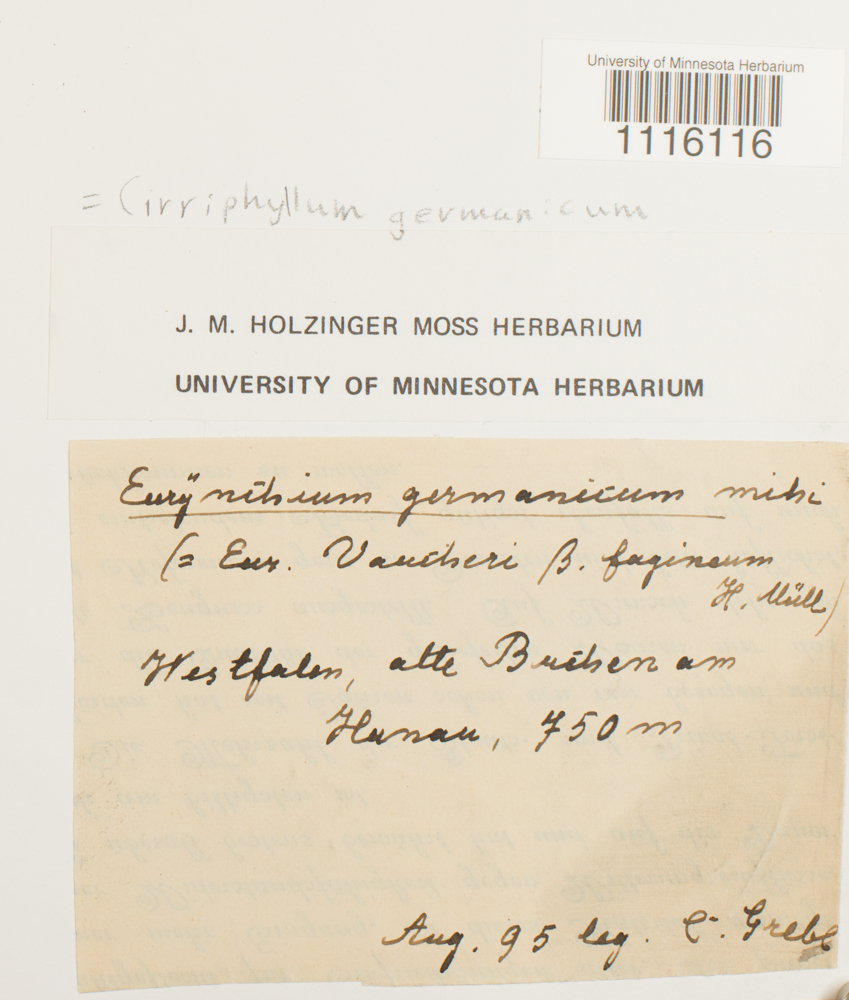 University of Minnesota Herbarium
1116116
= Cirriphyllum germanicum
J. M. HOLZINGER MOSS HERBARIUM
UNIVERSITY OF MINNESOTA HERBARIUM
Eurÿnchium germanicum mihi
(= Eur. Vaucheri β. fagineum
H. Müll)
Westfalen, alte Buchen am
Hunau, 750 m
Aug. 95 leg. C. Grebe